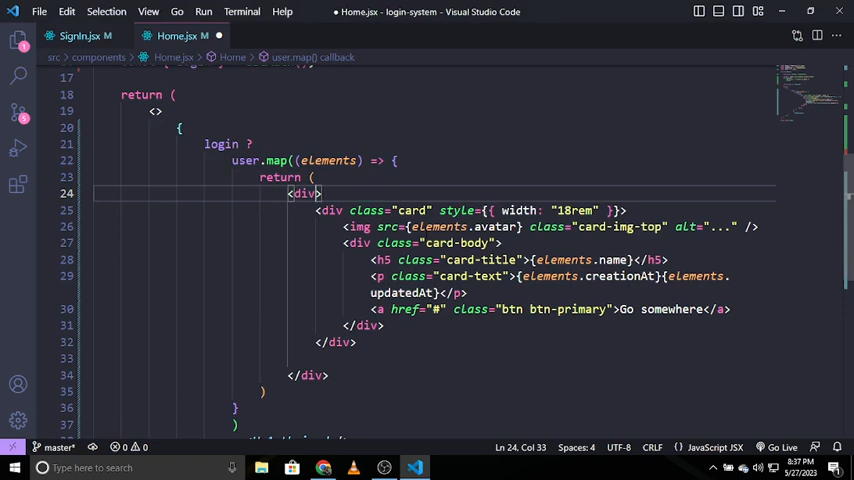 File Edit Selection View Go Run Terminal Help
Home.jsx - login-system - Visual Studio Code
SignIn.jsx M
Home.jsx M
src > components > Home.jsx > Home > user.map() callback
17
18 return (
19 <>
20 {
21 login ?
22 user.map((elements) => {
23 return (
24 <div>
25 <div class="card" style={{ width: "18rem" }}>
26 <img src={elements.avatar} class="card-img-top" alt="..." />
27 <div class="card-body">
28 <h5 class="card-title">{elements.name}</h5>
29 <p class="card-text">{elements.creationAt}{elements.
updatedAt}</p>
30 <a href="#" class="btn btn-primary">Go somewhere</a>
31 </div>
32 </div>
33
34 </div>
35 )
36 }
37 )
1
5
master*
0 0
Ln 24, Col 33 Spaces: 4 UTF-8 CRLF JavaScript JSX Go Live
Type here to search
8:37 PM
5/27/2023